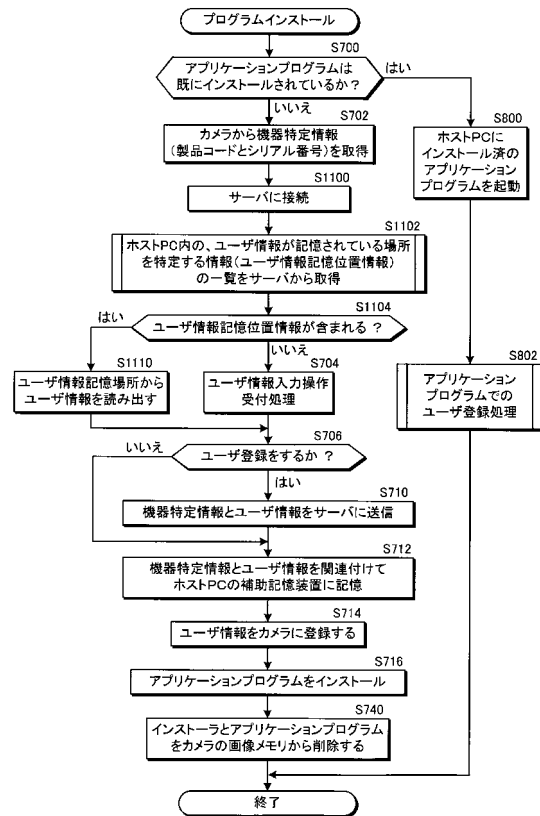 プログラムインストール
S700
アプリケーションプログラムは
既にインストールされているか？
はい
いいえ
S702
カメラから機器特定情報
(製品コードとシリアル番号)を取得
S800
ホストPCに
インストール済の
アプリケーション
プログラムを起動
S1100
サーバに接続
S1102
ホストPC内の、ユーザ情報が記憶されている場所
を特定する情報(ユーザ情報記憶位置情報)
の一覧をサーバから取得
S1104
はい
ユーザ情報記憶位置情報が含まれる ？
いいえ
S1110
ユーザ情報記憶場所から
ユーザ情報を読み出す
S704
ユーザ情報入力操作
受付処理
S802
アプリケーション
プログラムでの
ユーザ登録処理
S706
いいえ
ユーザ登録をするか ？
はい
S710
機器特定情報とユーザ情報をサーバに送信
S712
機器特定情報とユーザ情報を関連付けて
ホストPCの補助記憶装置に記憶
S714
ユーザ情報をカメラに登録する
S716
アプリケーションプログラムをインストール
S740
インストーラとアプリケーションプログラム
をカメラの画像メモリから削除する
終了